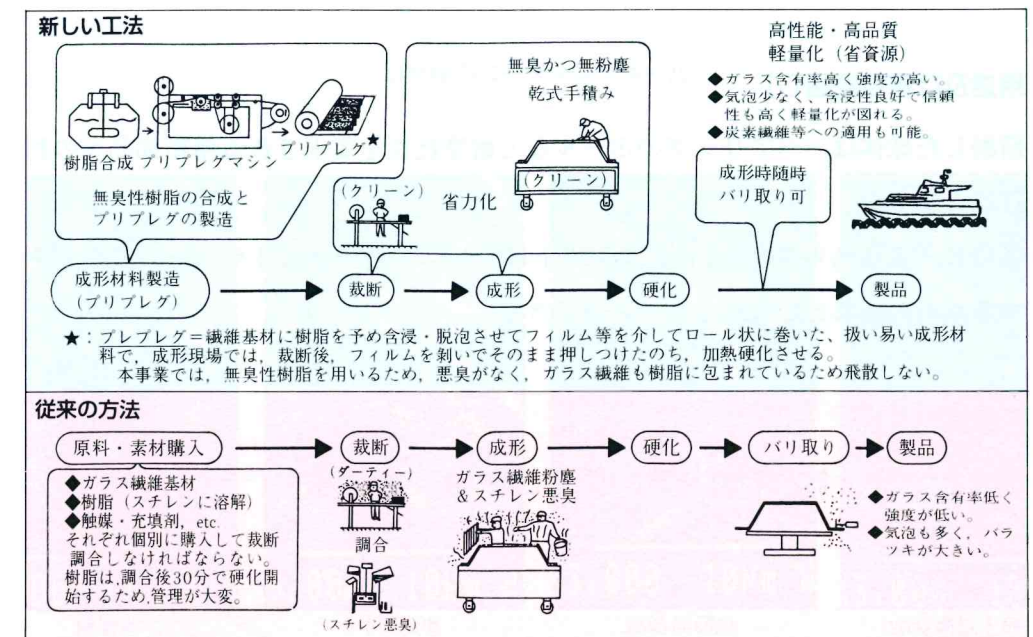 新しい工法
樹脂合成
プリプレグマシン
プリプレグ★
無臭性樹脂の合成と
プリプレグの製造
無臭かつ無粉塵
乾式手積み
(クリーン)
省力化
(クリーン)
高性能・高品質
軽量化(省資源)
◆ガラス含有率高く強度が高い。
◆気泡少なく、含浸性良好で信頼
性も高く軽量化が図れる。
◆炭素繊維等への適用も可能。
成形時随時
バリ取り可
成形材料製造
(プリプレグ)
裁断
成形
硬化
製品
★：プレプレグ＝繊維基材に樹脂を予め含浸・脱泡させてフィルム等を介してロール状に巻いた、扱い易い成形材
料で，成形現場では，裁断後，フィルムを剝いでそのまま押しつけたのち，加熱硬化させる。
本事業では，無臭性樹脂を用いるため，悪臭がなく，ガラス繊維も樹脂に包まれているため飛散しない。
従来の方法
原料・素材購入
裁断
成形
硬化
バリ取り
製品
◆ガラス繊維基材
◆樹脂（スチレンに溶解）
◆触媒・充塡剤，etc.
それぞれ個別に購入して裁断
調合しなければならない。
樹脂は,調合後30分で硬化開
始するため,管理が大変。
(ダーティー)
調合
(スチレン悪臭)
ガラス繊維粉塵
＆スチレン悪臭
◆ガラス含有率低く
強度が低い。
◆気泡も多く，バラ
ツキが大きい。